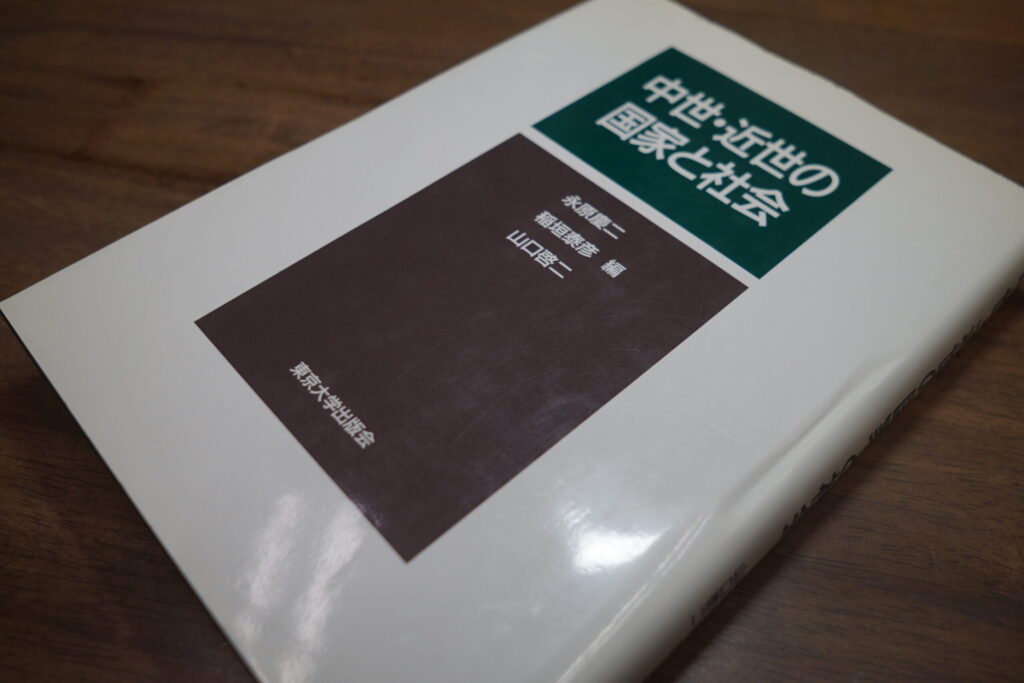 中世・近世の
国家と社会
永原慶二
稲垣泰彦 編
山口啓二
東京大学出版会